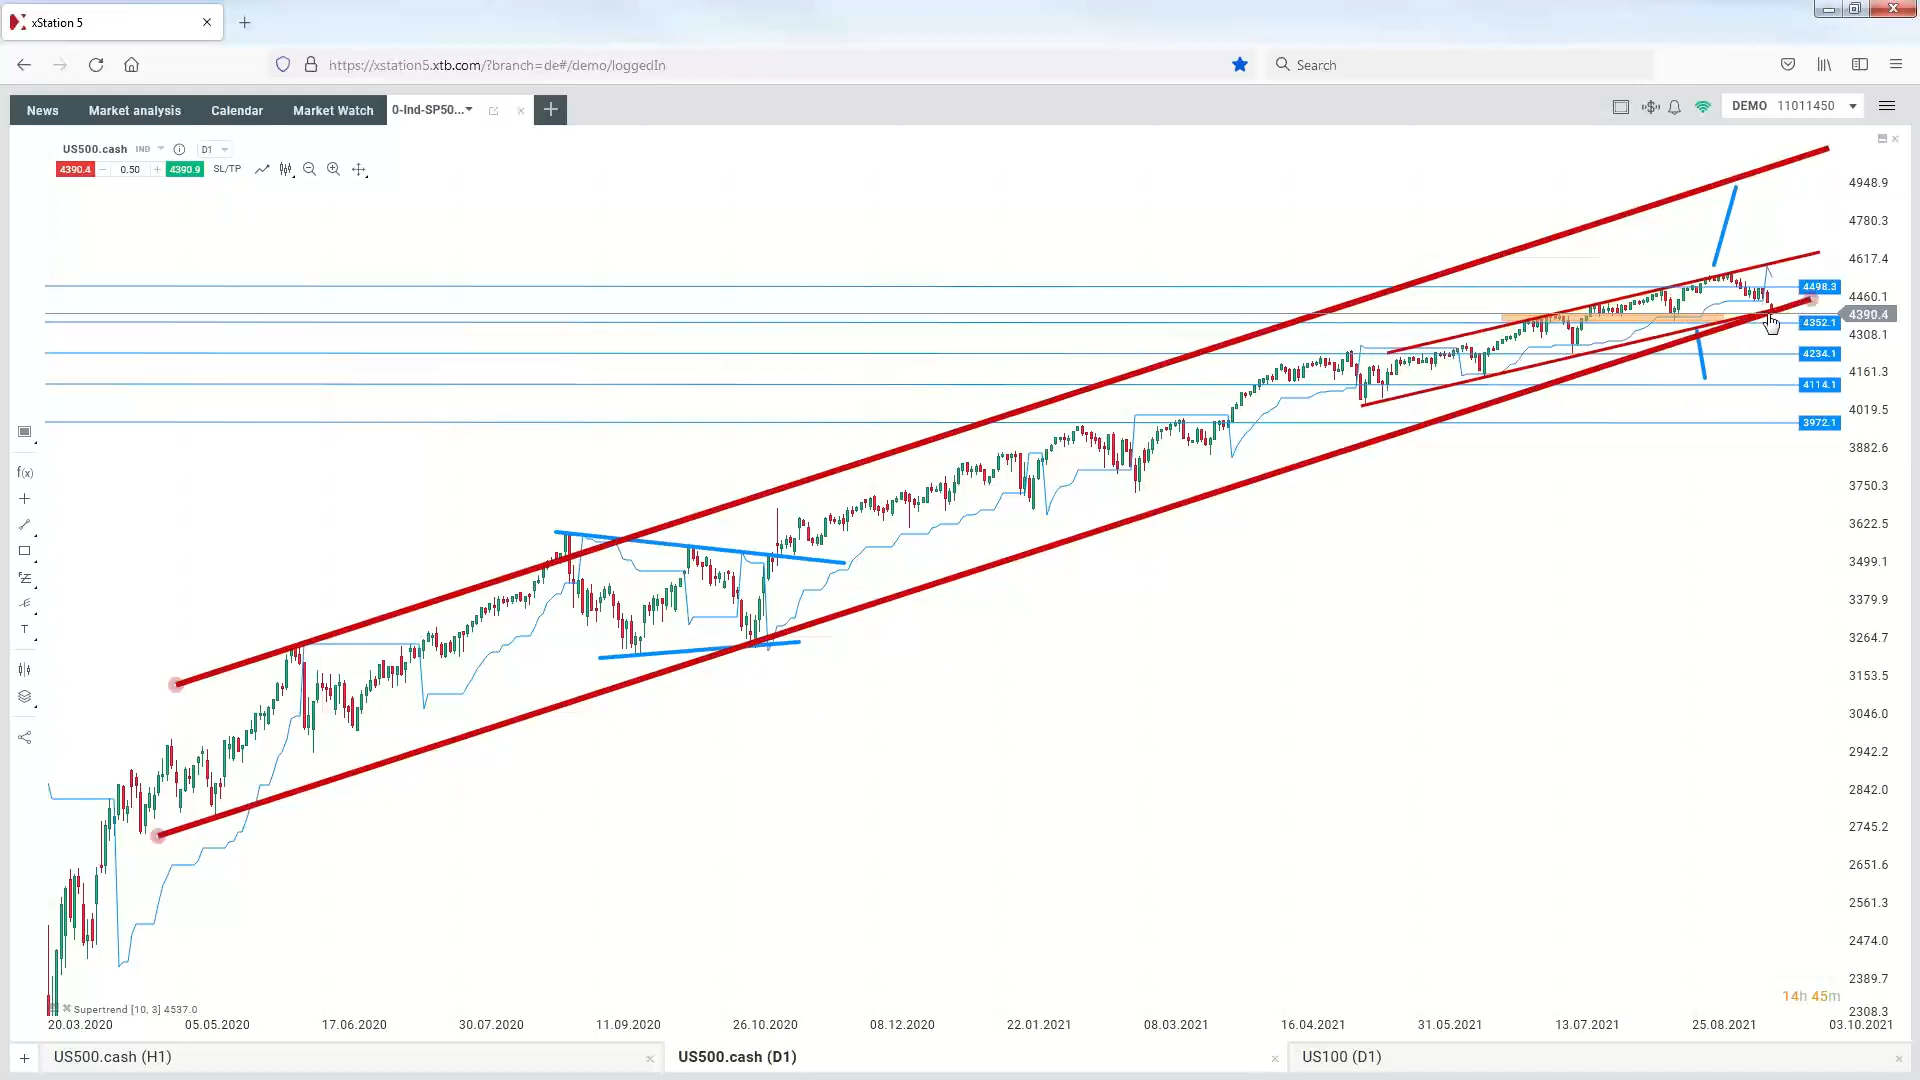 xStation 5
https://xstation5.xtb.com/?branch=de#/demo/loggedIn
Search
News
Market analysis
Calendar
Market Watch
0-Ind-SP50...
DEMO 11011450
US500.cash IND D1
4390.4 0.50 4390.9 SL/TP
4948.9
4780.3
4617.4
4498.3
4460.1
4390.4
4352.1
4308.1
4234.1
4161.3
4114.1
4019.5
3972.1
3882.6
3750.3
3622.5
3499.1
3379.9
3264.7
3153.5
3046.0
2942.2
2842.0
2745.2
2651.6
2561.3
2474.0
2389.7
2308.3
f(x)
T
14h 45m
Supertrend [10, 3] 4537.0
20.03.2020 05.05.2020 17.06.2020 30.07.2020 11.09.2020 26.10.2020 08.12.2020 22.01.2021 08.03.2021 16.04.2021 31.05.2021 13.07.2021 25.08.2021 03.10.2021
US500.cash (H1)
US500.cash (D1)
US100 (D1)